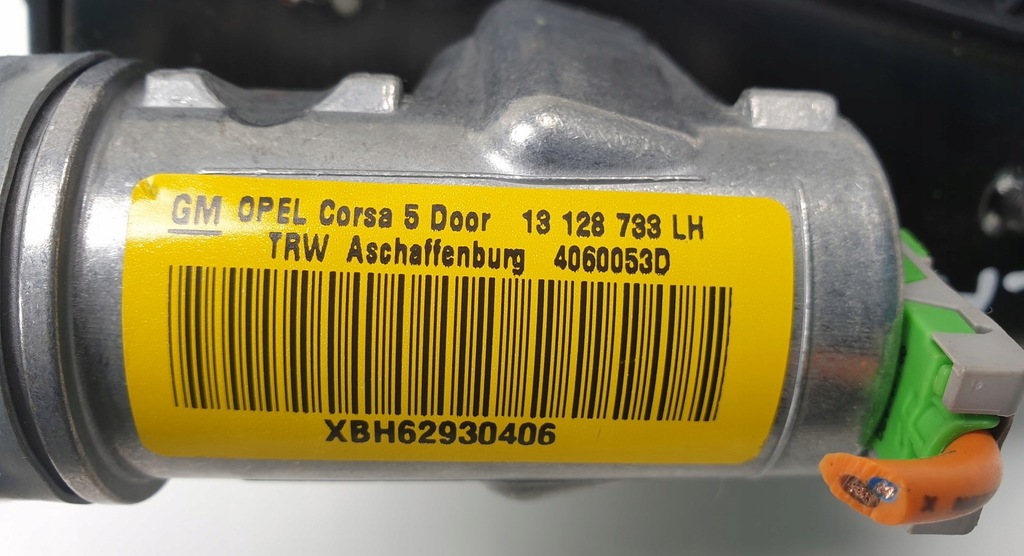 GM OPEL Corsa 5 Door 13 128 733 LH
TRW Aschaffenburg 4060053D
XBH62930406